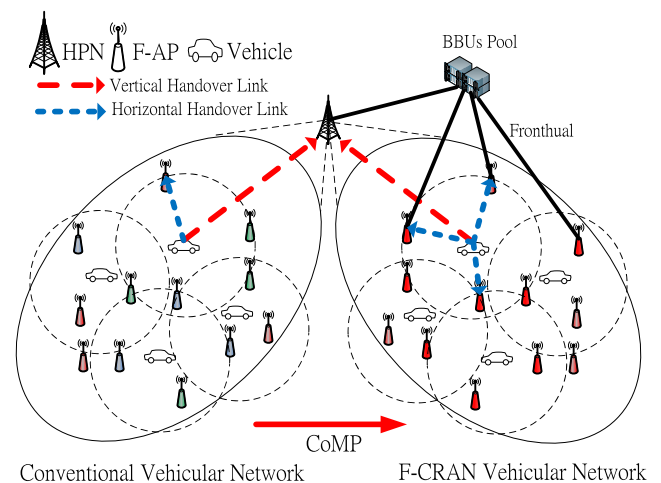 HPN F-AP Vehicle
Vertical Handover Link
Horizontal Handover Link
BBUs Pool
Fronthual
CoMP
Conventional Vehicular Network
F-CRAN Vehicular Network